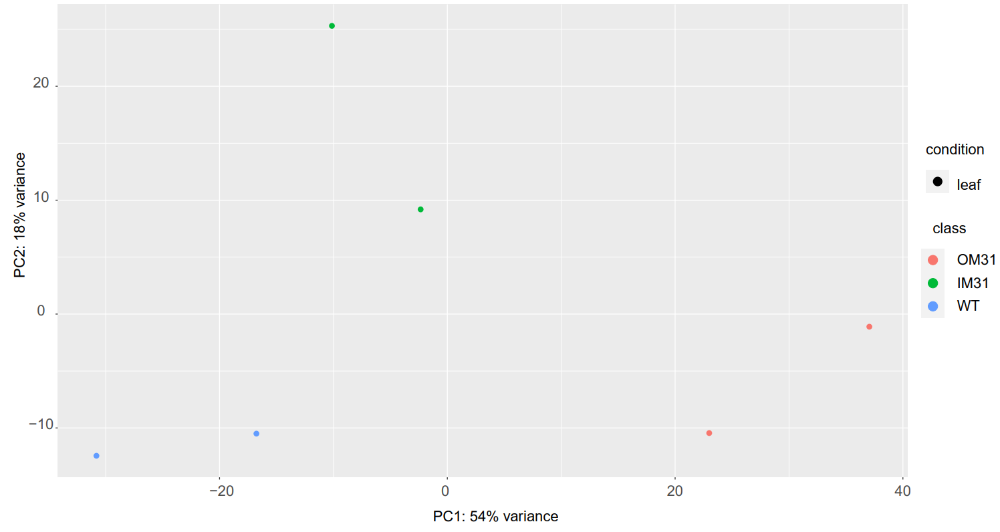 20
10
0
−10
PC2: 18% variance
−20
0
20
40
PC1: 54% variance
condition
leaf
class
OM31
IM31
WT